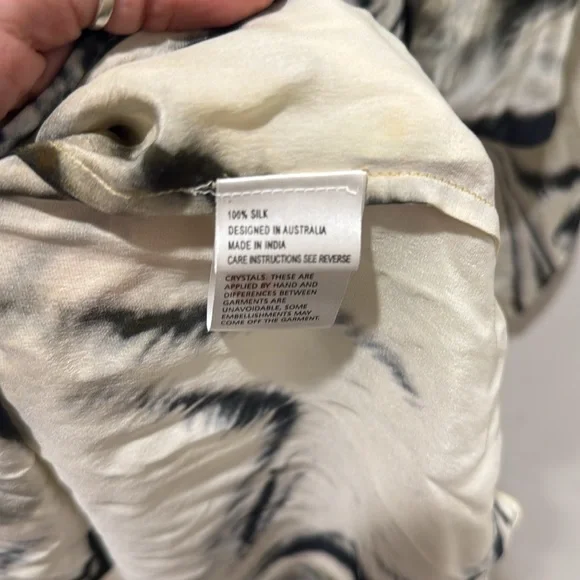 100% SILK
DESIGNED IN AUSTRALIA
MADE IN INDIA
CARE INSTRUCTIONS SEE REVERSE
CRYSTALS. THESE ARE
APPLIED BY HAND AND
DIFFERENCES BETWEEN
GARMENTS ARE
UNAVOIDABLE, SOME
EMBELLISHMENTS MAY
COME OFF THE GARMENT.